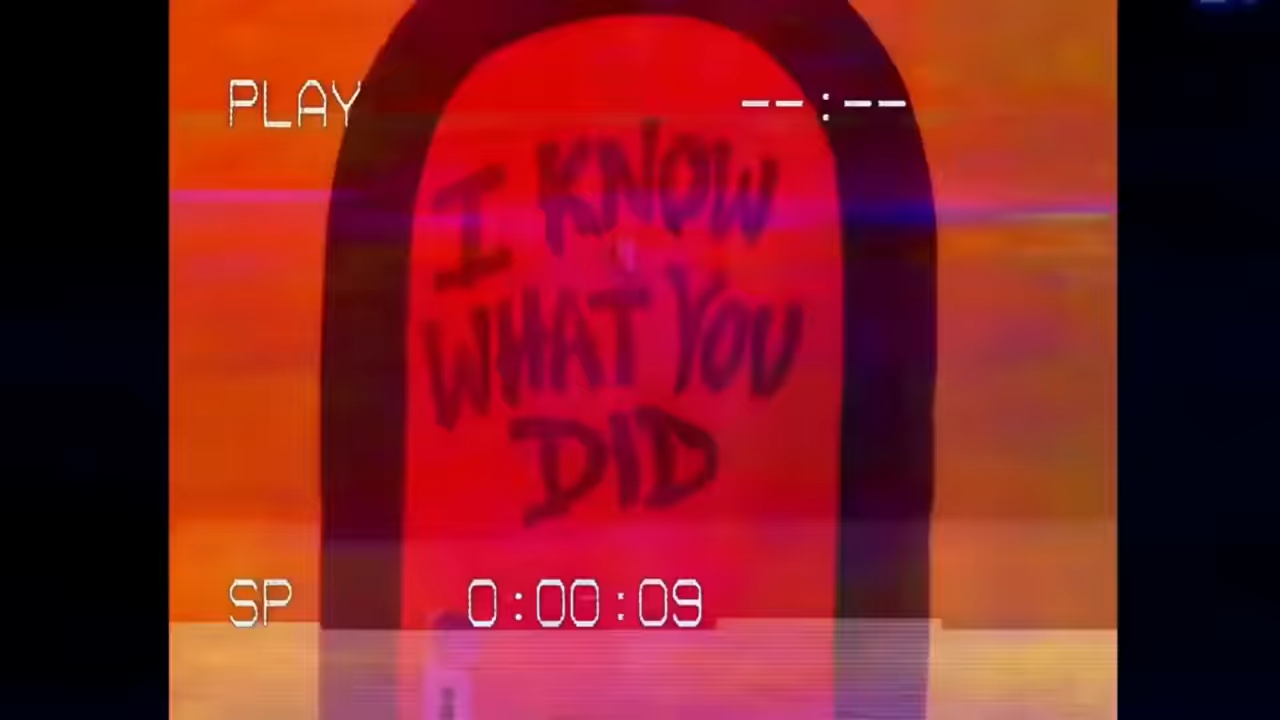 PLAY --:--
I KNOW
WHAT YOU
DID
SP 0:00:09